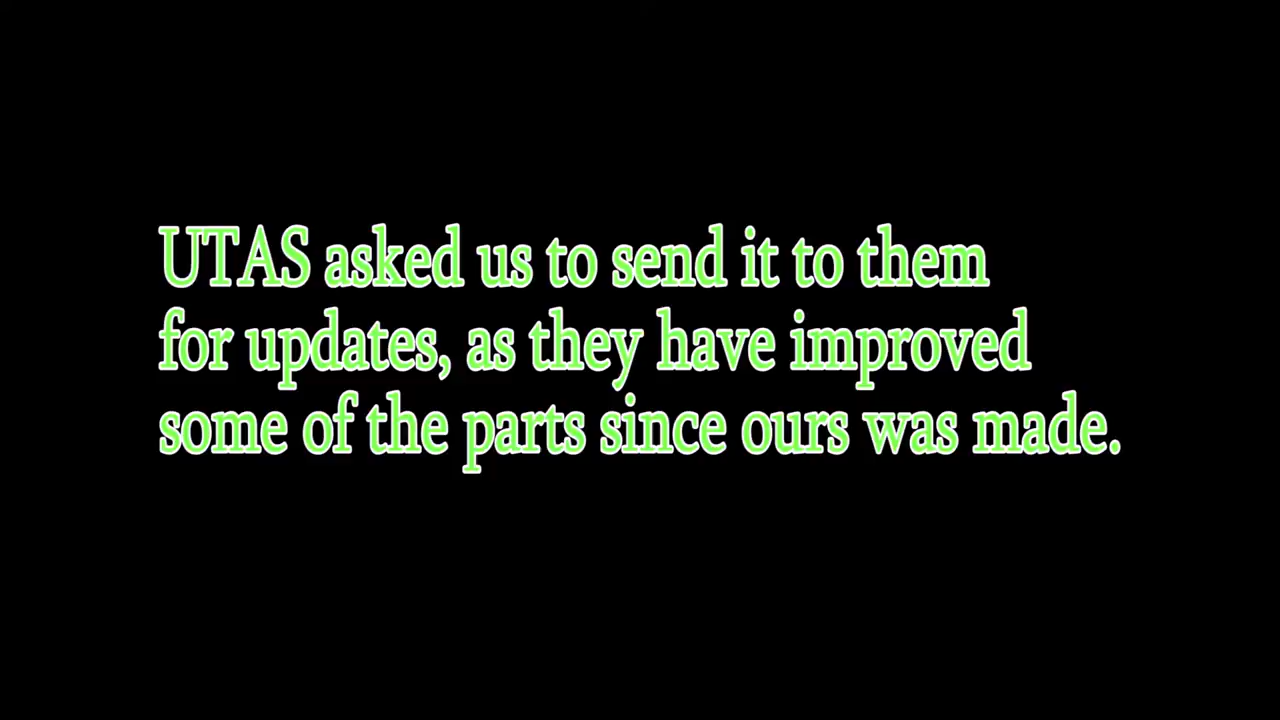 UTAS asked us to send it to them
for updates, as they have improved
some of the parts since ours was made.